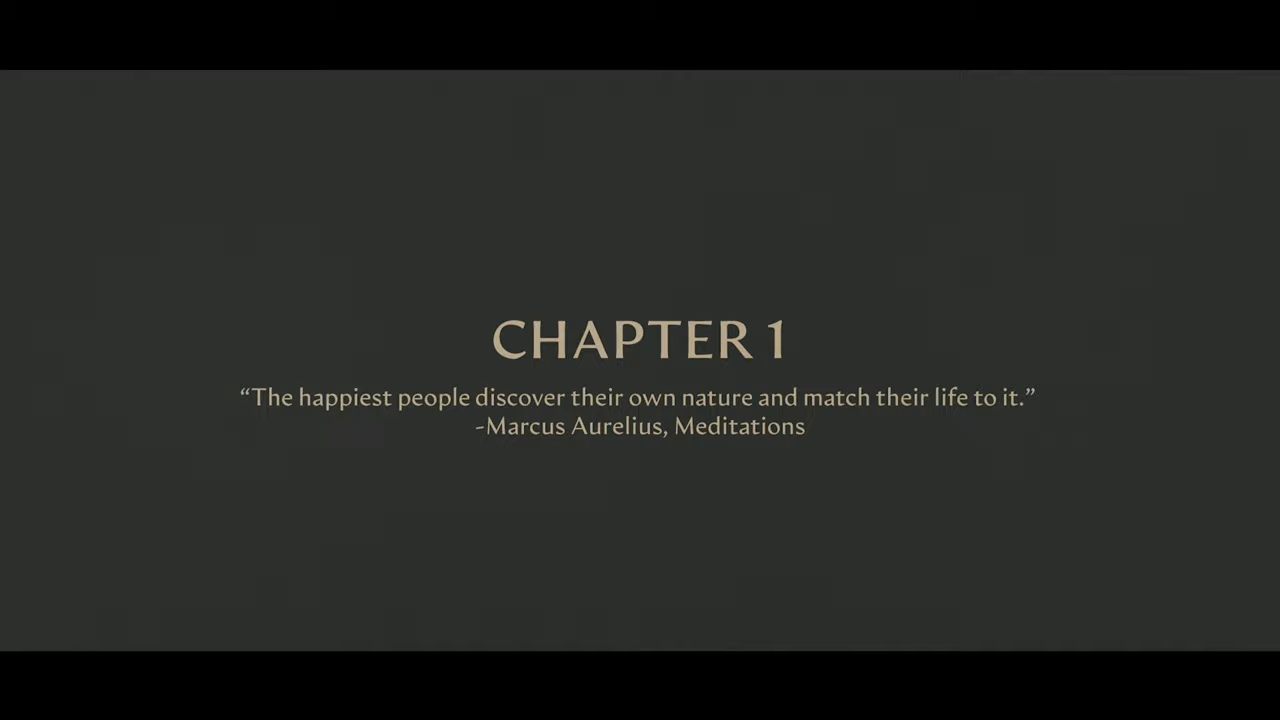 CHAPTER 1
“The happiest people discover their own nature and match their life to it.”
-Marcus Aurelius, Meditations